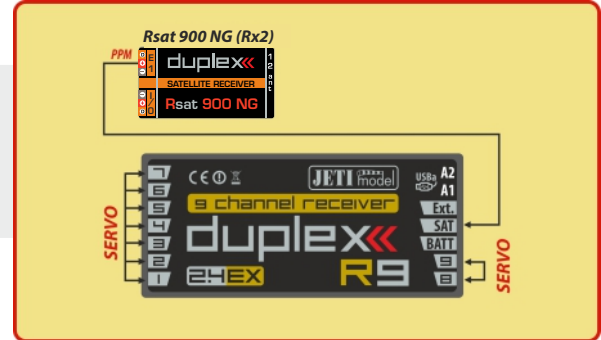 Rsat 900 NG (Rx2)
PPM
E 1
duplex
1 2 ant
SATELLITE RECEIVER
I/O
Rsat 900 NG
7
6
5
4
3
2
1
SERVO
CE
JETI model
USBa
A2
A1
9 channel receiver
Ext.
duplex
SAT
BATT
9
8
SERVO
2.4EX
R9